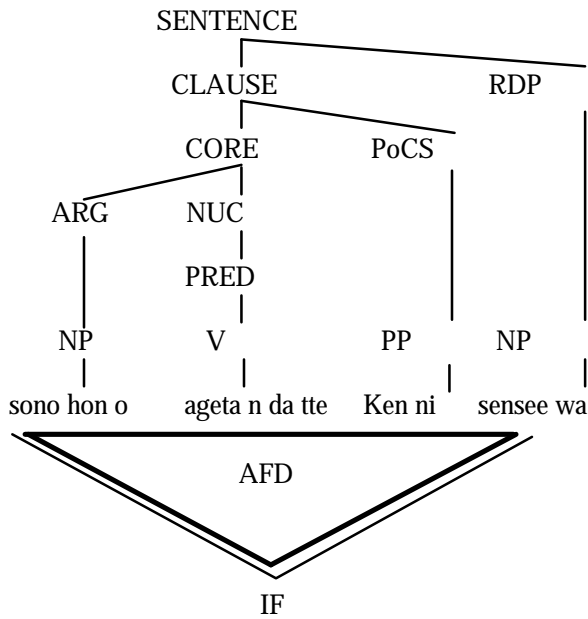 SENTENCE
CLAUSE RDP
CORE PoCS
ARG NUC
PRED
NP V PP NP
sono hon o ageta n da tte Ken ni sensee wa
AFD
IF